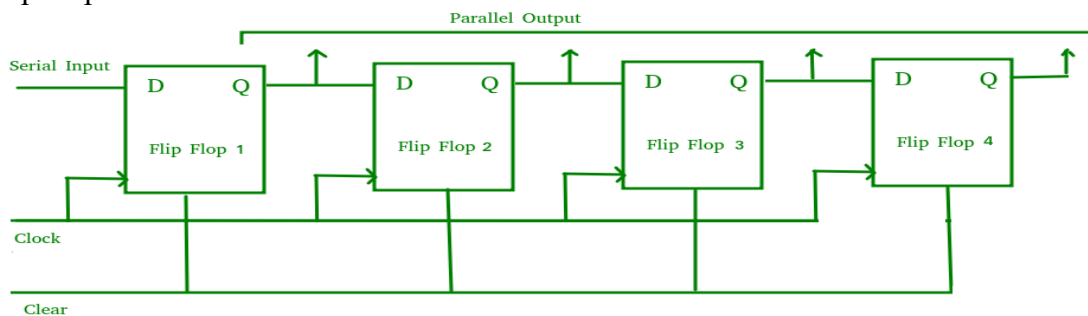 Parallel Output
Serial Input
D Q
Flip Flop 1
D Q
Flip Flop 2
D Q
Flip Flop 3
D Q
Flip Flop 4
Clock
Clear